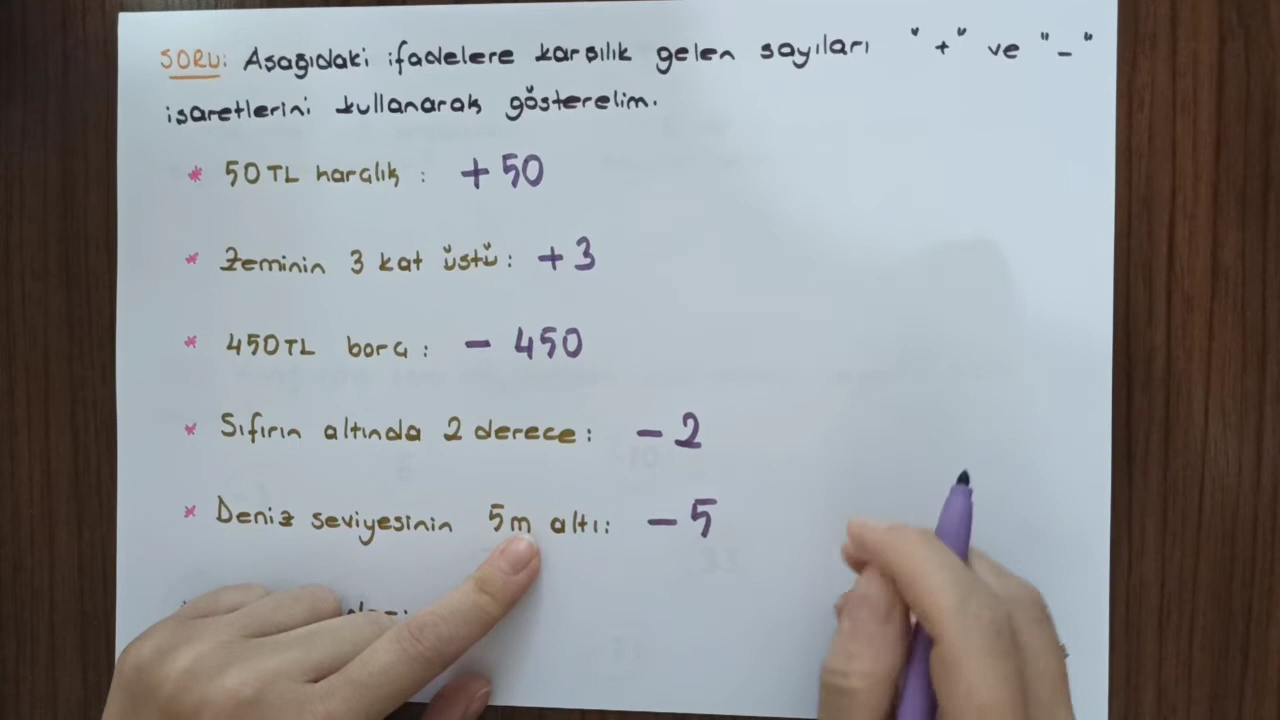 SORU: Aşağıdaki ifadelere karşılık gelen sayıları "+" ve "-"
işaretlerini kullanarak gösterelim.
* 50TL harçlık : +50
* Zeminin 3 kat üstü: +3
* 450TL borç: - 450
* Sıfırın altında 2 derece: -2
* Deniz seviyesinin 5m altı: -5